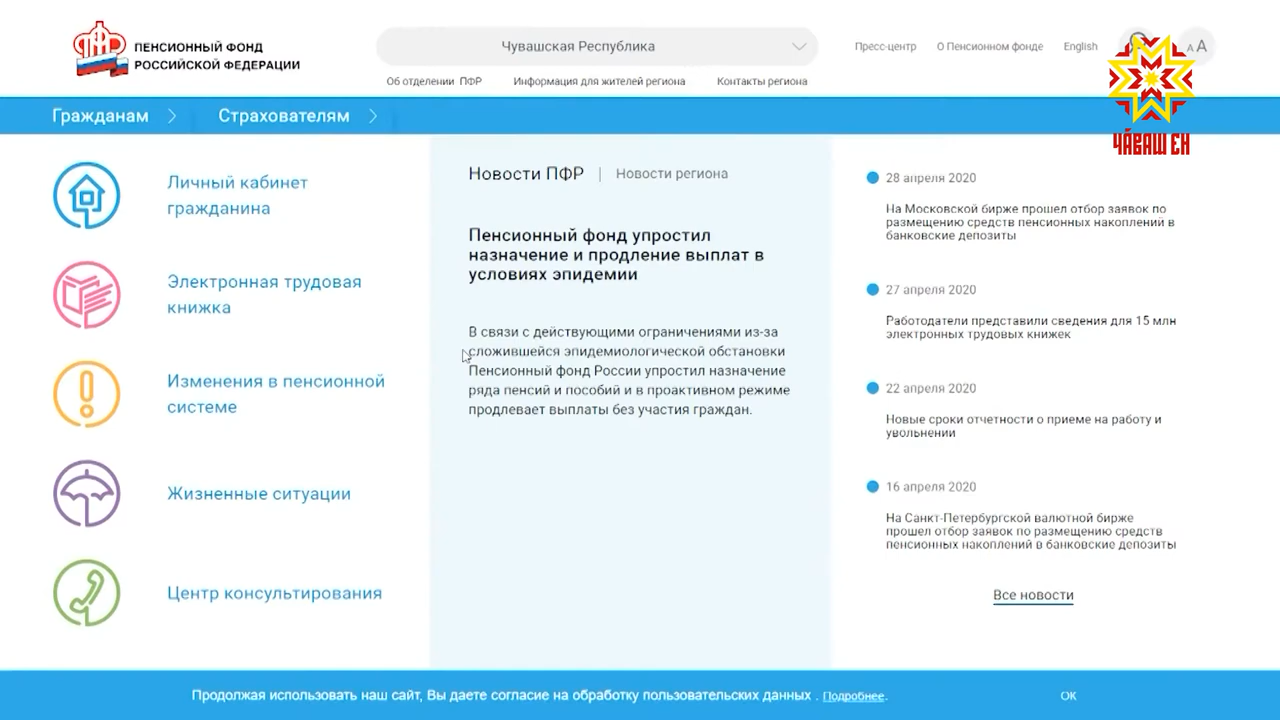 ПЕНСИОННЫЙ ФОНД
РОССИЙСКОЙ ФЕДЕРАЦИИ
Чувашская Республика
Пресс-центр
О Пенсионном фонде
English
А А
Об отделении ПФР
Информация для жителей региона
Контакты региона
ЧӐВАШ ЕН
Гражданам
Страхователям
Личный кабинет
гражданина
Электронная трудовая
книжка
Изменения в пенсионной
системе
Жизненные ситуации
Центр консультирования
Новости ПФР | Новости региона
Пенсионный фонд упростил
назначение и продление выплат в
условиях эпидемии
В связи с действующими ограничениями из-за
сложившейся эпидемиологической обстановки
Пенсионный фонд России упростил назначение
ряда пенсий и пособий и в проактивном режиме
продлевает выплаты без участия граждан.
28 апреля 2020
На Московской бирже прошел отбор заявок по
размещению средств пенсионных накоплений в
банковские депозиты
27 апреля 2020
Работодатели представили сведения для 15 млн
электронных трудовых книжек
22 апреля 2020
Новые сроки отчетности о приеме на работу и
увольнении
16 апреля 2020
На Санкт-Петербургской валютной бирже
прошел отбор заявок по размещению средств
пенсионных накоплений в банковские депозиты
Все новости
Продолжая использовать наш сайт, Вы даете согласие на обработку пользовательских данных . Подробнее.
ОК